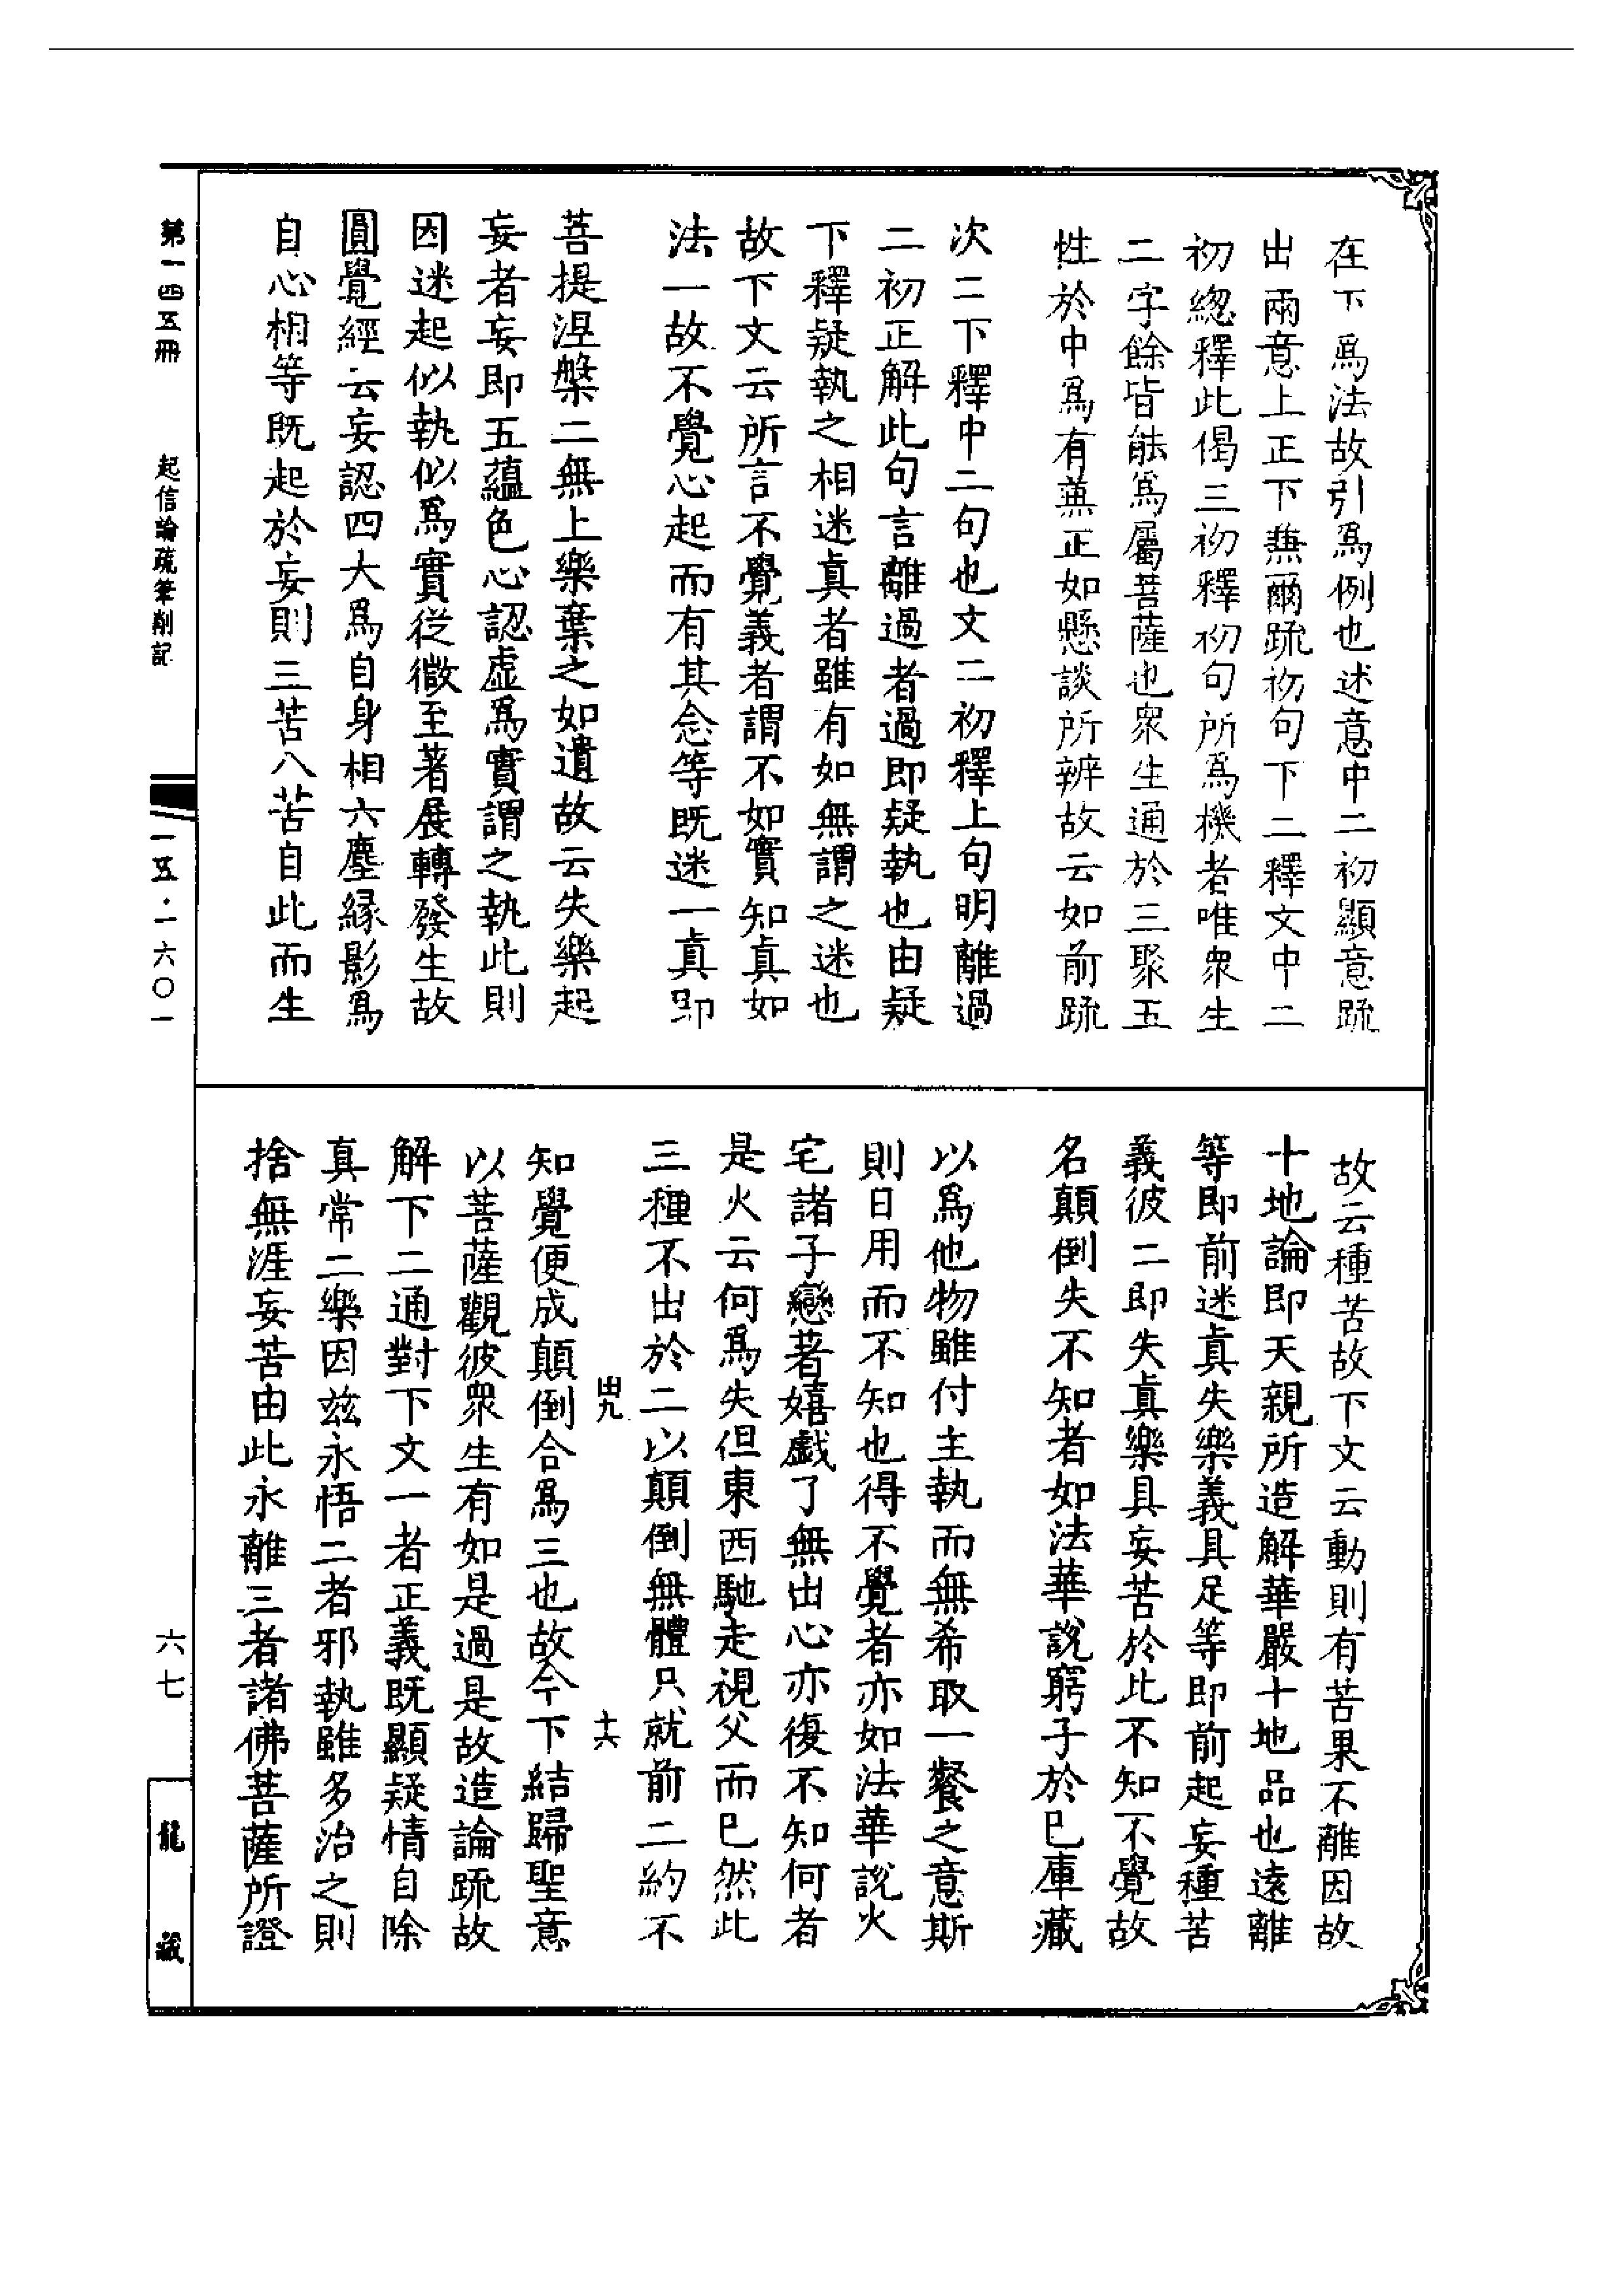 在下爲法故引爲例也述意中二初顯意疏
出兩意上正下兼爾疏初句下二釋文中二
初總釋此偈三初釋初句所爲機者唯衆生
二字餘皆能爲屬菩薩也衆生通於三聚五
性於中爲有兼正如懸談所辨故云如前疏
次二下釋中二句也文二初釋上句明離過
二初正解此句言離過者過即疑執也由疑
下釋疑執之相迷真者雖有如無謂之迷也
故下文云所言不覺義者謂不如實知真如
法一故不覺心起而有其念等既迷一真即
菩提涅槃二無上樂棄之如遺故云失樂起
妄者妄即五蘊色心認虛爲實謂之執此則
因迷起似執似爲實從微至著展轉發生故
圓覺經云妄認四大爲自身相六塵緣影爲
自心相等既起於妄則三苦八苦自此而生
故云種苦故下文云動則有苦果不離因故
十地論即天親所造解華嚴十地品也遠離
等即前迷真失樂義具足等即前起妄種苦
義彼二即失真樂具妄苦於此不知不覺故
名顛倒失不知者如法華說窮子於巳庫藏
以爲他物雖付主執而無希取一餐之意斯
則日用而不知也得不覺者亦如法華說火
宅諸子戀著嬉戲了無出心亦復不知何者
是火云何爲失但東西馳走視父而巳然此
三種不出於二以顛倒無體只就前二約不
出九 十六
知覺便成顛倒合爲三也故今下結歸聖意
以菩薩觀彼衆生有如是過是故造論疏故
解下二通對下文一者正義既顯疑情自除
真常二樂因茲永悟二者邪執雖多治之則
捨無涯妄苦由此永離三者諸佛菩薩所證
第一四五冊 起信論疏筆削記
一五·一六〇一
六七
龍藏